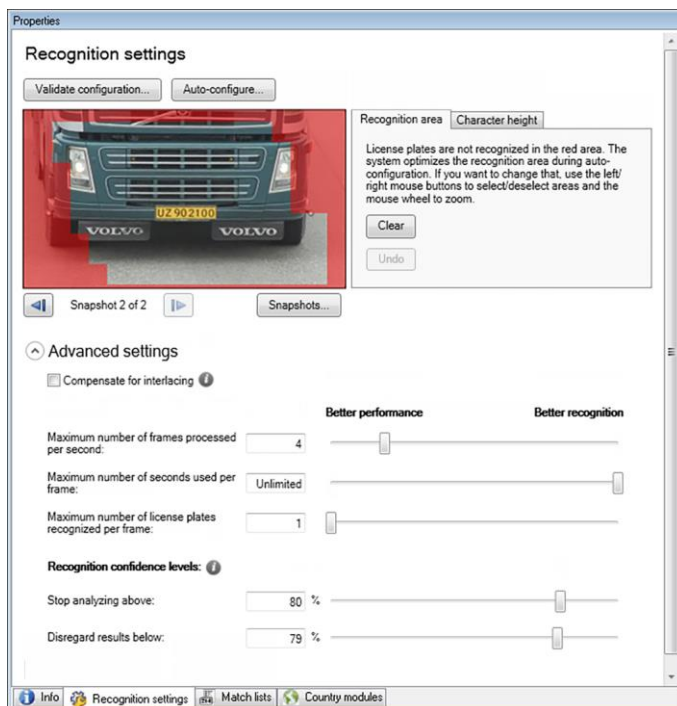 Properties
Recognition settings
Validate configuration...
Auto-configure...
UZ 902100
VOLVO VOLVO
Recognition area
Character height
License plates are not recognized in the red area. The
system optimizes the recognition area during auto-
configuration. If you want to change that, use the left/
right mouse buttons to select/deselect areas and the
mouse wheel to zoom.
Clear
Undo
Snapshot 2 of 2
Snapshots...
Advanced settings
Compensate for interlacing
Better performance
Better recognition
Maximum number of frames processed
per second:
4
Maximum number of seconds used per
frame:
Unlimited
Maximum number of license plates
recognized per frame:
1
Recognition confidence levels:
Stop analyzing above:
80 %
Disregard results below:
79 %
Info
Recognition settings
Match lists
Country modules